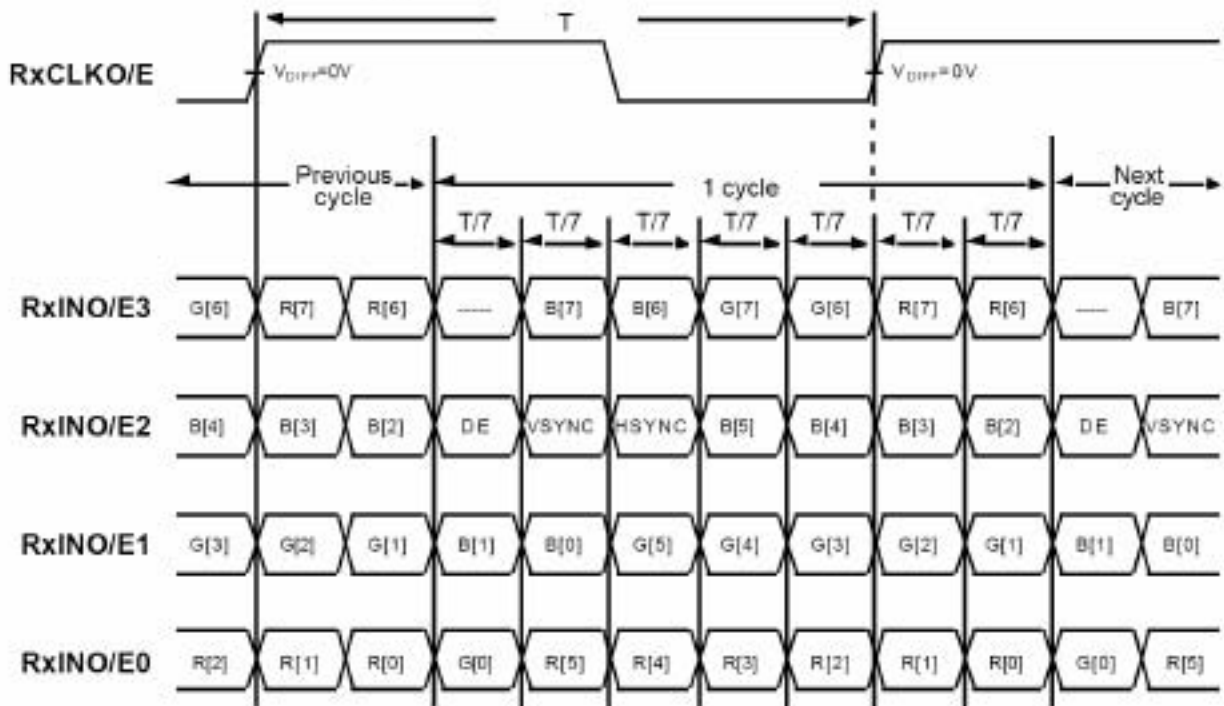 T
RxCLKO/E
VDIFF=0V VDIFF=0V
Previous cycle 1 cycle Next cycle
T/7 T/7 T/7 T/7 T/7 T/7 T/7
RxINO/E3 G[6] R[7] R[6] ---- B[7] B[6] G[7] G[6] R[7] R[6] ---- B[7]
RxINO/E2 B[4] B[3] B[2] DE VSYNC HSYNC B[5] B[4] B[3] B[2] DE VSYNC
RxINO/E1 G[3] G[2] G[1] B[1] B[0] G[5] G[4] G[3] G[2] G[1] B[1] B[0]
RxINO/E0 R[2] R[1] R[0] G[0] R[5] R[4] R[3] R[2] R[1] R[0] G[0] R[5]